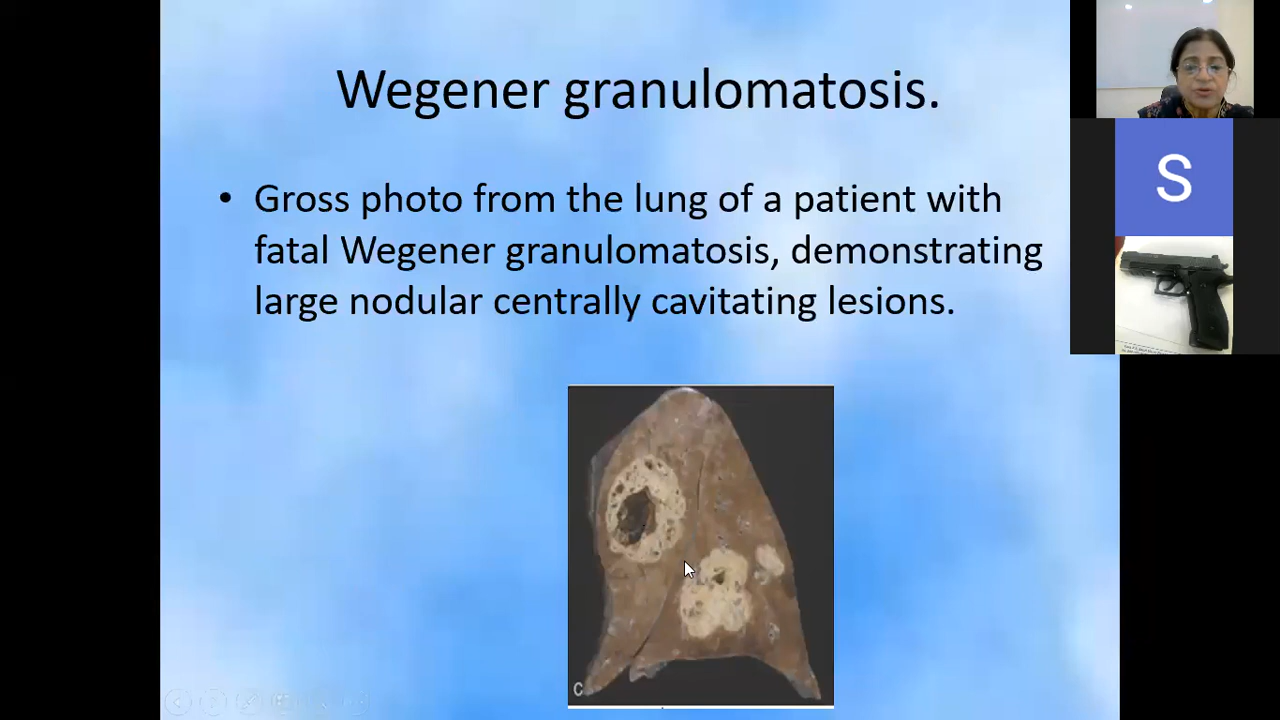 Wegener granulomatosis.
• Gross photo from the lung of a patient with
fatal Wegener granulomatosis, demonstrating
large nodular centrally cavitating lesions.
S
C